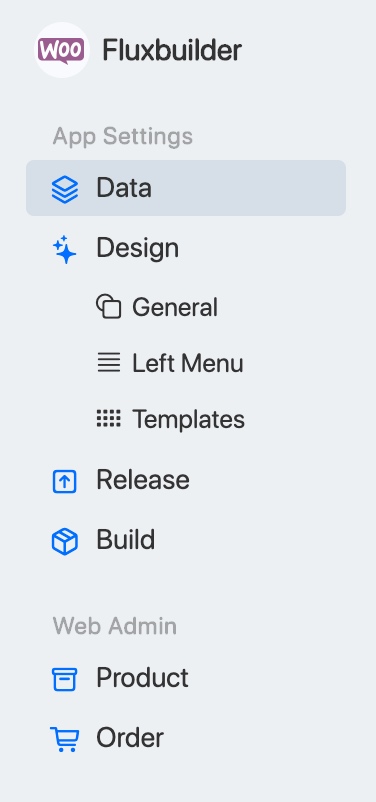 Woo Fluxbuilder
App Settings
Data
Design
General
Left Menu
Templates
Release
Build
Web Admin
Product
Order